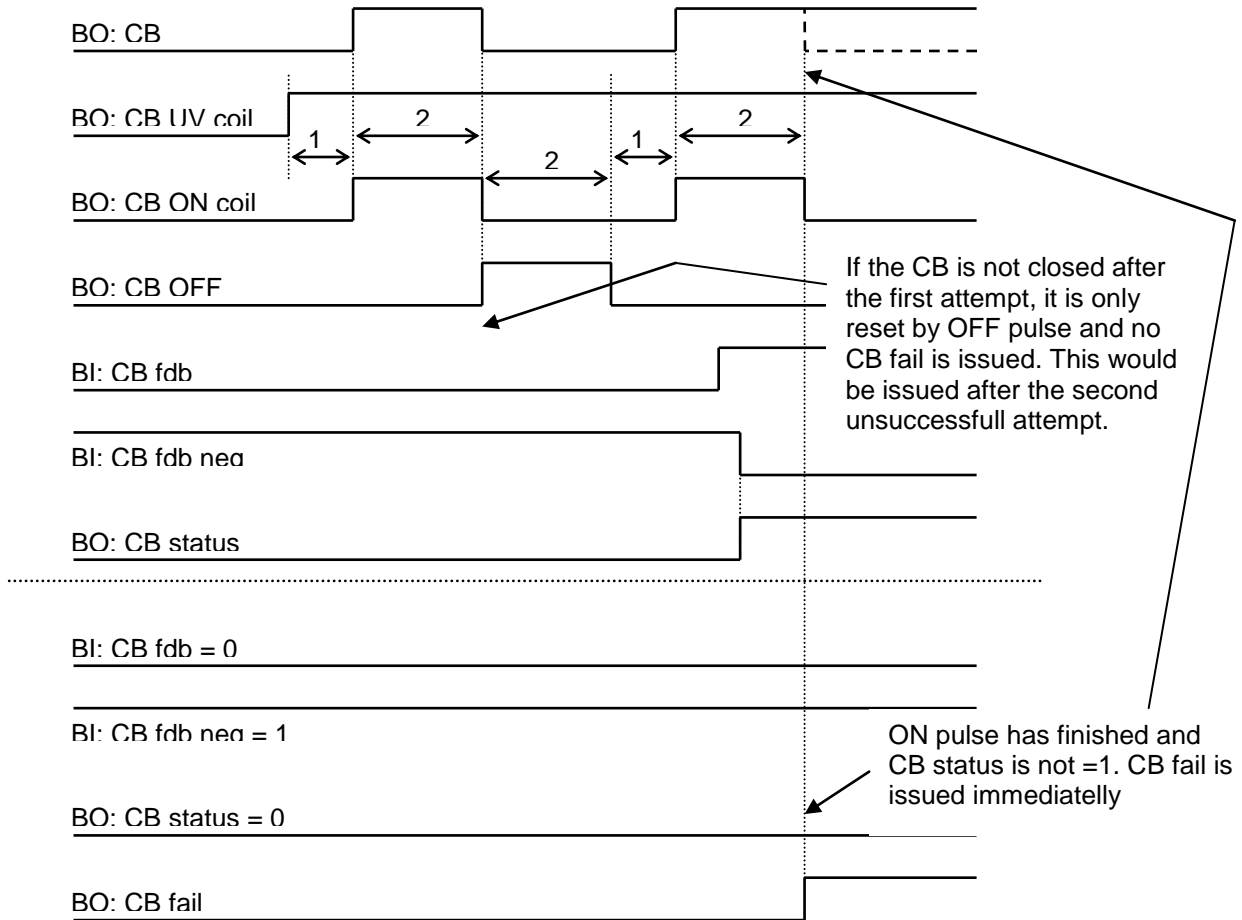 BO: CB
BO: CB UV coil
1
2
2
1
2
BO: CB ON coil
BO: CB OFF
If the CB is not closed after
the first attempt, it is only
reset by OFF pulse and no
CB fail is issued. This would
be issued after the second
unsuccessfull attempt.
BI: CB fdb
BI: CB fdb neg
BO: CB status
BI: CB fdb = 0
BI: CB fdb neg = 1
ON pulse has finished and
CB status is not =1. CB fail is
issued immediatelly
BO: CB status = 0
BO: CB fail